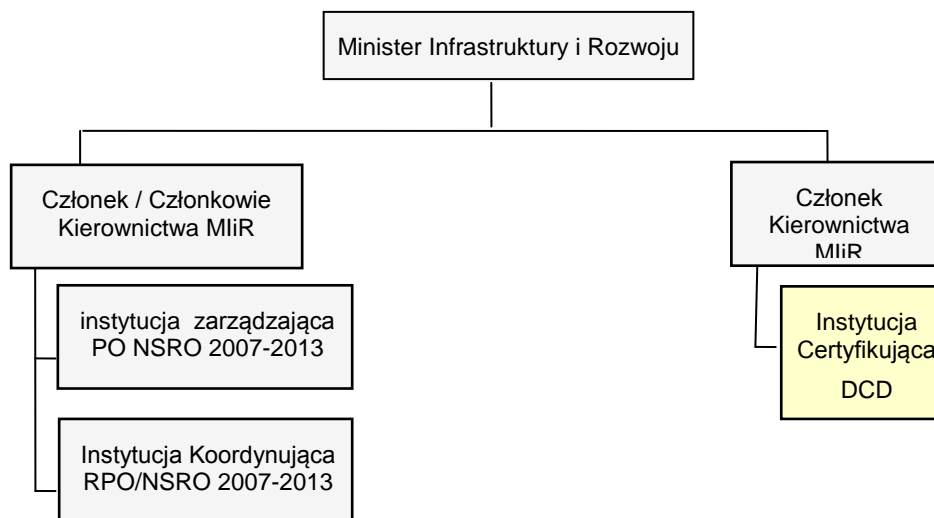 Minister Infrastruktury i Rozwoju
Członek / Członkowie
Kierownictwa MIiR
Członek
Kierownictwa
MIiR
instytucja zarządzająca
PO NSRO 2007-2013
Instytucja
Certyfikująca
DCD
Instytucja Koordynująca
RPO/NSRO 2007-2013